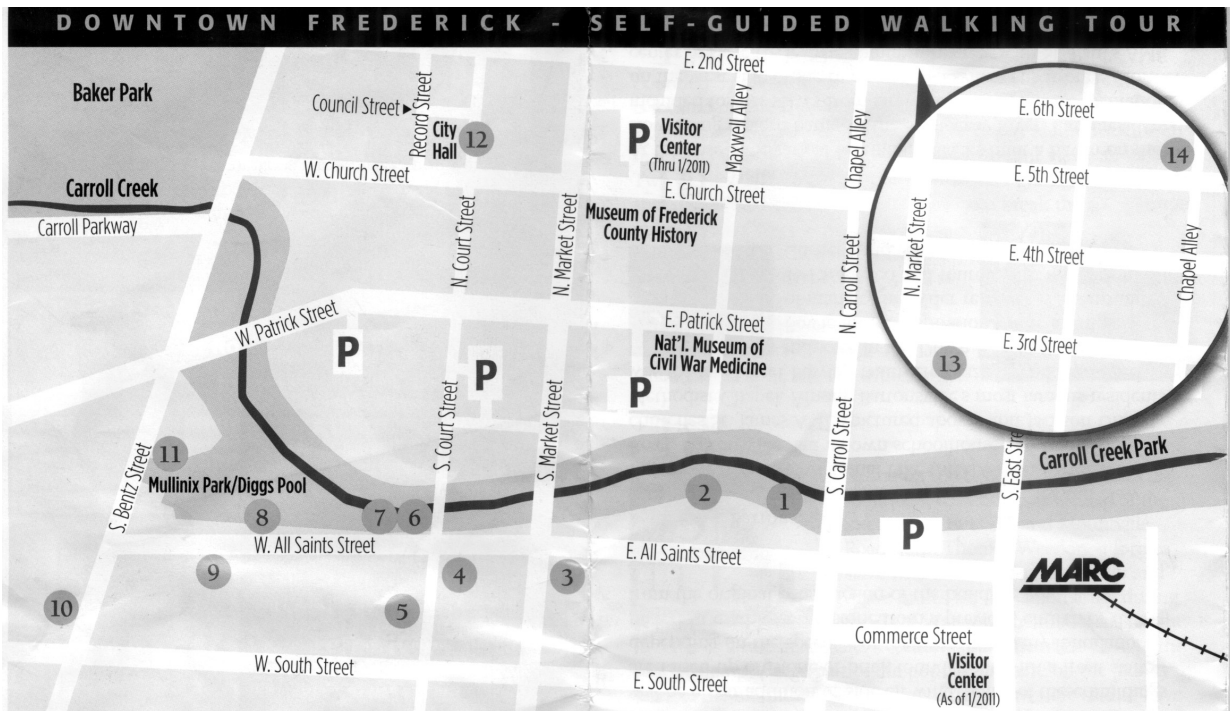 DOWNTOWN FREDERICK - SELF-GUIDED WALKING TOUR
Baker Park
Council Street
Record Street
City
Hall
12
P
Visitor
Center
(Thru 1/2011)
E. 2nd Street
Maxwell Alley
Chapel Alley
E. 6th Street
14
E. 5th Street
N. Market Street
E. 4th Street
Chapel Alley
E. 3rd Street
13
Carroll Creek
Carroll Parkway
W. Church Street
E. Church Street
Museum of Frederick
County History
N. Court Street
N. Market Street
N. Carroll Street
W. Patrick Street
E. Patrick Street
Nat'l. Museum of
Civil War Medicine
P
P
P
S. Court Street
S. Market Street
S. Carroll Street
S. East Stre
Carroll Creek Park
11
S. Bentz Street
Mullinix Park/Diggs Pool
8
7
6
2
1
P
W. All Saints Street
E. All Saints Street
9
4
3
10
5
MARC
Commerce Street
Visitor
Center
(As of 1/2011)
W. South Street
E. South Street